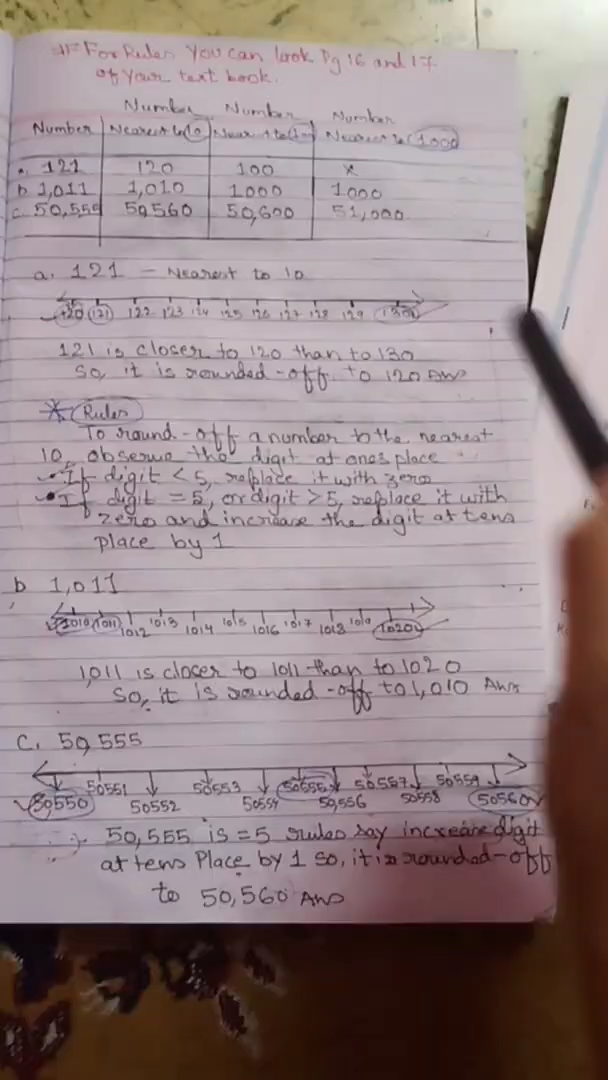 # For Rules You can look Pg 16 and 17
of your text book.
Number Number Number
Number Nearest to 10 Nearest to Nearest to 1000
a. 121 120 100 x
b 1,011 1,010 1000 1000
c. 50,555 50,560 50,600 51,000
a. 121 - Nearest to 10
120 121 122 123 124 125 126 127 128 129 130
121 is closer to 120 than to 130
So, it is rounded-off to 120 Ans
* Rules
To round-off a number to the nearest
10, observe the digit at ones place
• If digit < 5, replace it with zero
• If digit = 5, or digit > 5, replace it with
zero and increase the digit at tens
place by 1
b 1,011
1010 1011 1012 1013 1014 1015 1016 1017 1018 1019 1020
1,011 is closer to 1011 than to 1020
So, it is rounded-off to 1,010 Ans
C. 50,555
50,550 50551 50552 50553 50554 50555 50,556 50557 50558 50559 50560
50,555 is = 5 rules say increase digit
at tens Place by 1 so, it is rounded-off
to 50,560 Ans